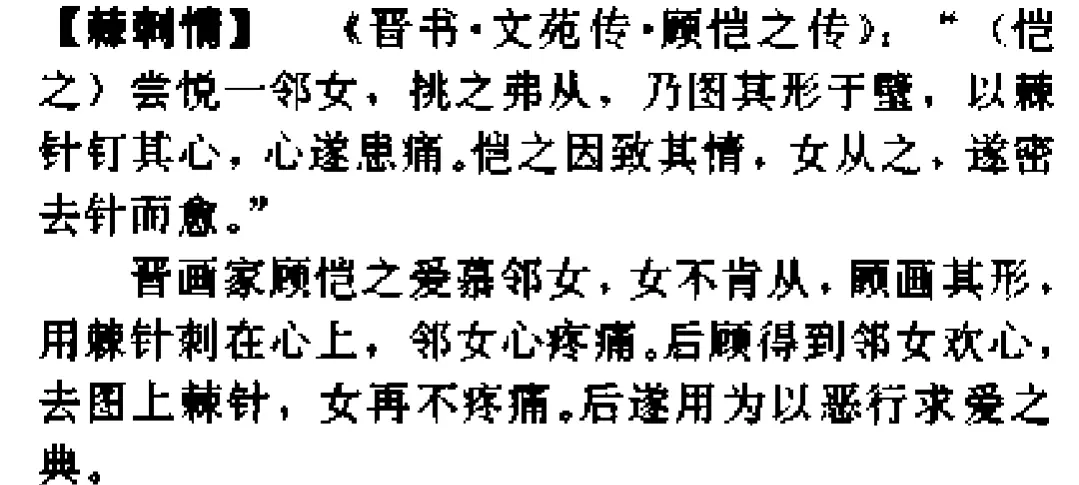 【棘刺情】 《晋书·文苑传·顾恺之传》：“（恺
之）尝悦一邻女，挑之弗从，乃图其形于壁，以棘
针钉其心，心遂患痛。恺之因致其情，女从之，遂密
去针而愈。”
晋画家顾恺之爱慕邻女，女不肯从，顾画其形，
用棘针刺在心上，邻女心疼痛。后顾得到邻女欢心，
去图上棘针，女再不疼痛。后遂用为以恶行求爱之
典。